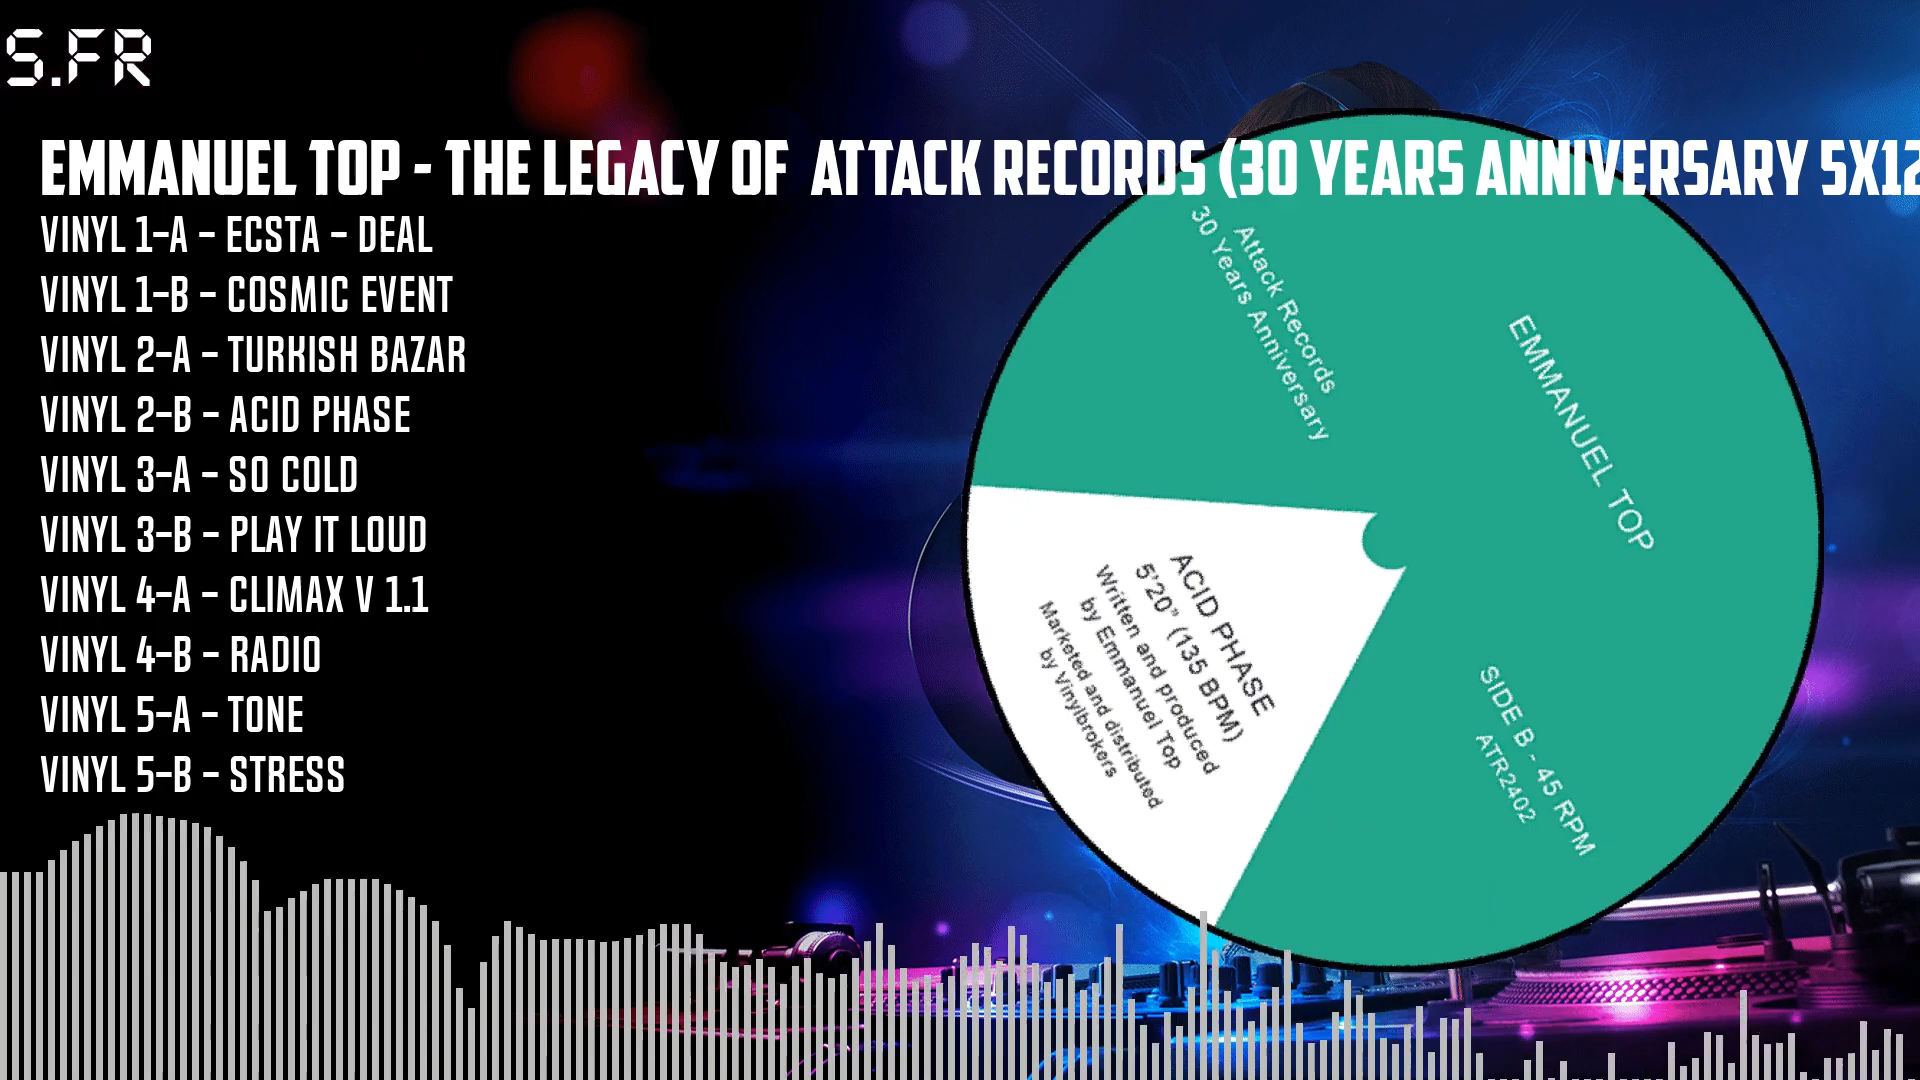 S.FR
EMMANUEL TOP - THE LEGACY OF ATTACK RECORDS (30 YEARS ANNIVERSARY 5X12
VINYL 1-A - ECSTA - DEAL
VINYL 1-B - COSMIC EVENT
VINYL 2-A - TURKISH BAZAR
VINYL 2-B - ACID PHASE
VINYL 3-A - SO COLD
VINYL 3-B - PLAY IT LOUD
VINYL 4-A - CLIMAX V 1.1
VINYL 4-B - RADIO
VINYL 5-A - TONE
VINYL 5-B - STRESS
Attack Records
30 Years Anniversary
EMMANUEL TOP
ACID PHASE
5'20" (135 BPM)
Written and produced
by Emmanuel Top
Marketed and distributed
by Vinylbrokers
SIDE B - 45 RPM
ATR2402